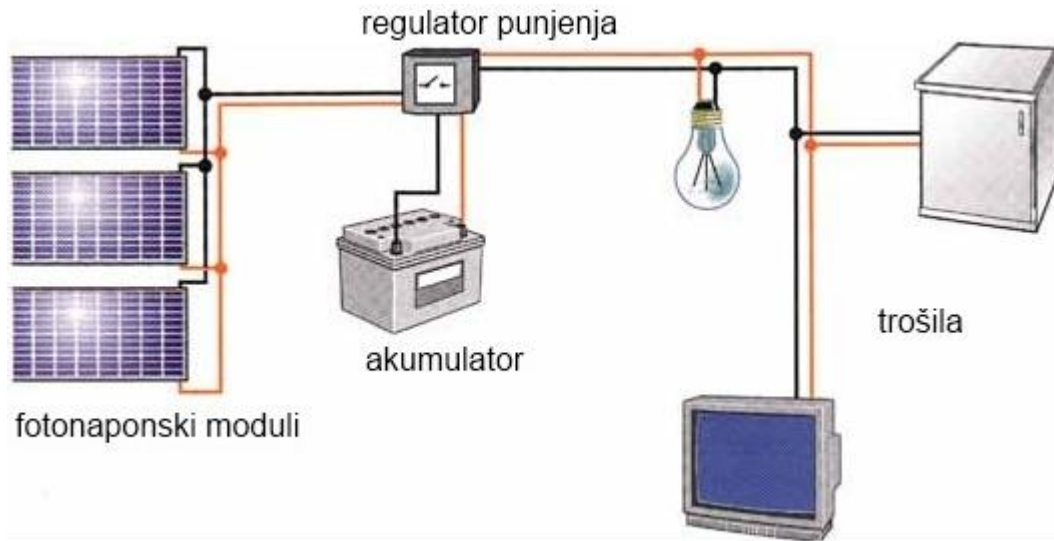 regulator punjenja
akumulator
trošila
fotonaponski moduli